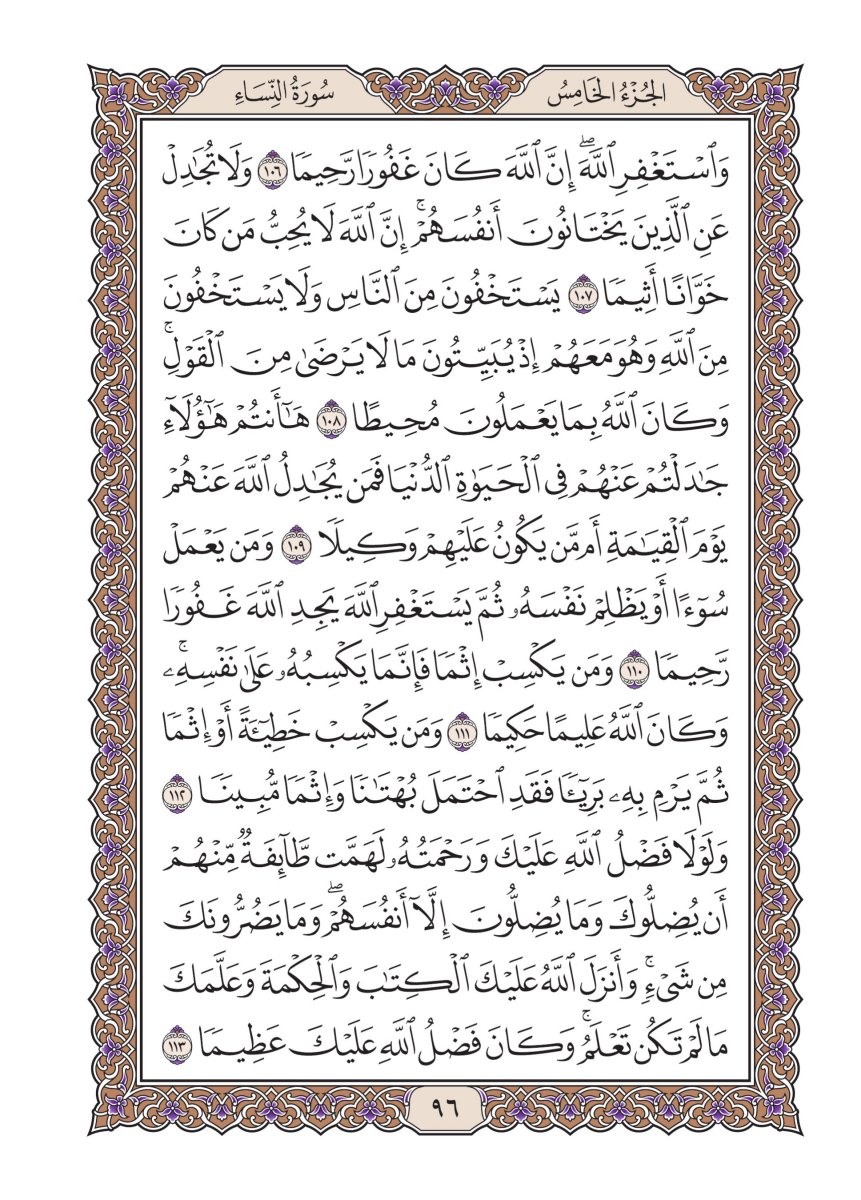 الجُزْءُ الخَامِسُ
سُورَةُ النِّسَاءِ
وَٱسْتَغْفِرِ ٱللَّهَۖ إِنَّ ٱللَّهَ كَانَ غَفُورٗا رَّحِيمٗا ١٠٦ وَلَا تُجَٰدِلْ
عَنِ ٱلَّذِينَ يَخْتَانُونَ أَنفُسَهُمْۚ إِنَّ ٱللَّهَ لَا يُحِبُّ مَن كَانَ
خَوَّانًا أَثِيمٗا ١٠٧ يَسْتَخْفُونَ مِنَ ٱلنَّاسِ وَلَا يَسْتَخْفُونَ
مِنَ ٱللَّهِ وَهُوَ مَعَهُمْ إِذْ يُبَيِّتُونَ مَا لَا يَرْضَىٰ مِنَ ٱلْقَوْلِۚ
وَكَانَ ٱللَّهُ بِمَا يَعْمَلُونَ مُحِيطًا ١٠٨ هَٰٓأَنتُمْ هَٰٓؤُلَآءِ
جَٰدَلْتُمْ عَنْهُمْ فِي ٱلْحَيَوٰةِ ٱلدُّنْيَا فَمَن يُجَٰدِلُ ٱللَّهَ عَنْهُمْ
يَوْمَ ٱلْقِيَٰمَةِ أَم مَّن يَكُونُ عَلَيْهِمْ وَكِيلٗا ١٠٩ وَمَن يَعْمَلْ
سُوٓءًا أَوْ يَظْلِمْ نَفْسَهُۥ ثُمَّ يَسْتَغْفِرِ ٱللَّهَ يَجِدِ ٱللَّهَ غَفُورٗا
رَّحِيمٗا ١١٠ وَمَن يَكْسِبْ إِثْمٗا فَإِنَّمَا يَكْسِبُهُۥ عَلَىٰ نَفْسِهِۦۚ
وَكَانَ ٱللَّهُ عَلِيمًا حَكِيمٗا ١١١ وَمَن يَكْسِبْ خَطِيٓـَٔةً أَوْ إِثْمٗا
ثُمَّ يَرْمِ بِهِۦ بَرِيٓـٔٗا فَقَدِ ٱحْتَمَلَ بُهْتَٰنٗا وَإِثْمٗا مُّبِينٗا ١١٢
وَلَوْلَا فَضْلُ ٱللَّهِ عَلَيْكَ وَرَحْمَتُهُۥ لَهَمَّت طَّآئِفَةٞ مِّنْهُمْ
أَن يُضِلُّوكَ وَمَا يُضِلُّونَ إِلَّآ أَنفُسَهُمْۖ وَمَا يَضُرُّونَكَ
مِن شَيْءٖۚ وَأَنزَلَ ٱللَّهُ عَلَيْكَ ٱلْكِتَٰبَ وَٱلْحِكْمَةَ وَعَلَّمَكَ
مَا لَمْ تَكُن تَعْلَمُۚ وَكَانَ فَضْلُ ٱللَّهِ عَلَيْكَ عَظِيمٗا ١١٣
٩٦